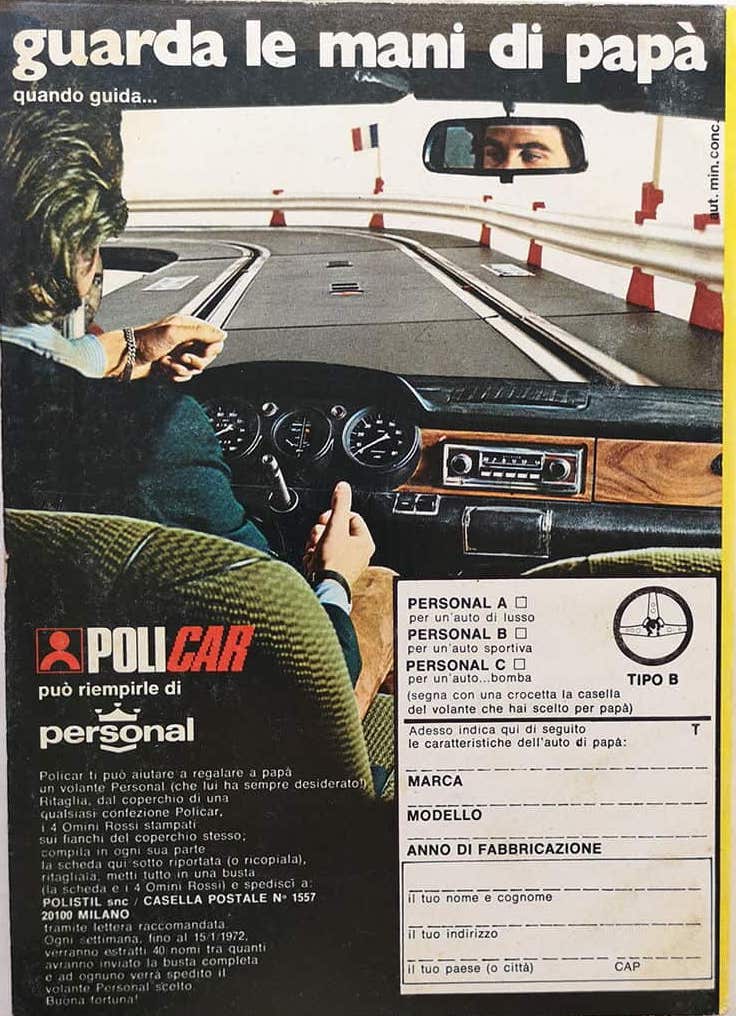 guarda le mani di papà
quando guida...
aut. min. conc.
POLICAR
può riempirle di
personal
Policar ti può aiutare a regalare a papà
un volante Personal (che lui ha sempre desiderato!)
Ritaglia, dal coperchio di una
qualsiasi confezione Policar,
i 4 Omini Rossi stampati
sui fianchi del coperchio stesso;
compila in ogni sua parte
la scheda qui sotto riportata (o ricopiala),
ritagliala, metti tutto in una busta
(la scheda e i 4 Omini Rossi) e spedisci a:
POLISTIL snc / CASELLA POSTALE N° 1557
20100 MILANO
tramite lettera raccomandata.
Ogni settimana, fino al 15/1/1972,
verranno estratti 40 nomi tra quanti
avranno inviato la busta completa
e ad ognuno verrà spedito il
volante Personal scelto.
Buona fortuna!
PERSONAL A □
per un'auto di lusso
PERSONAL B □
per un'auto sportiva
PERSONAL C □
per un'auto...bomba
TIPO B
(segna con una crocetta la casella
del volante che hai scelto per papà)
Adesso indica qui di seguito T
le caratteristiche dell'auto di papà:
MARCA
MODELLO
ANNO DI FABBRICAZIONE
il tuo nome e cognome
il tuo indirizzo
il tuo paese (o città) CAP